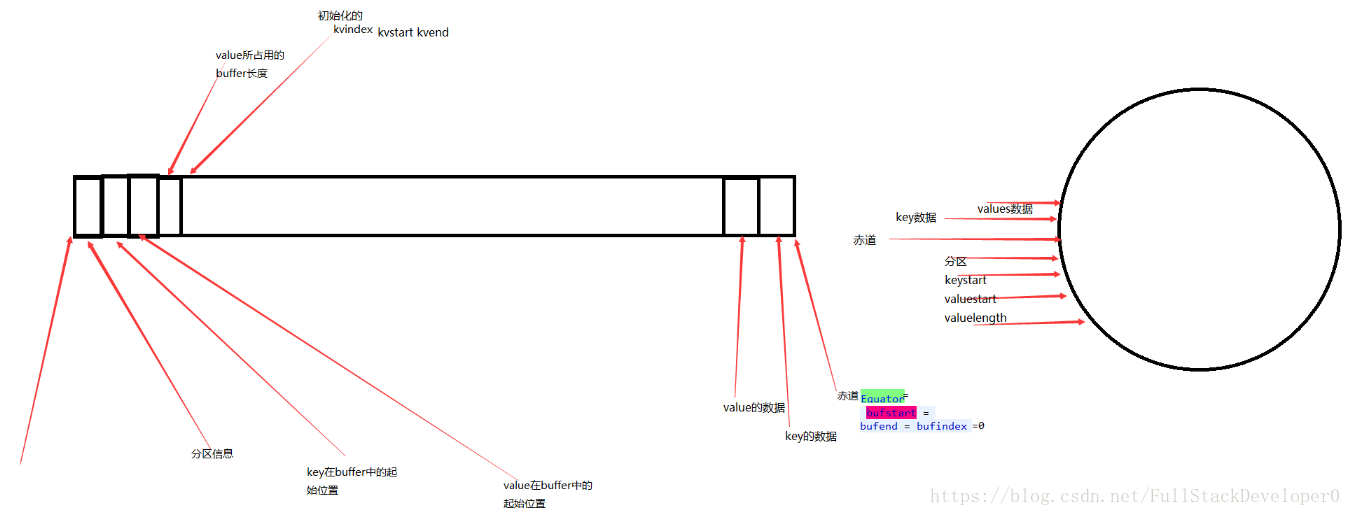 初始化的
kvindex kvstart kvend
value所占用的
buffer长度
values数据
key数据
赤道
分区
keystart
valuestart
valuelength
赤道 Equator=
bufstart =
bufend = bufindex =0
value的数据
key的数据
分区信息
key在buffer中的起
始位置
value在buffer中的
起始位置
https://blog.csdn.net/FullStackDeveloper0